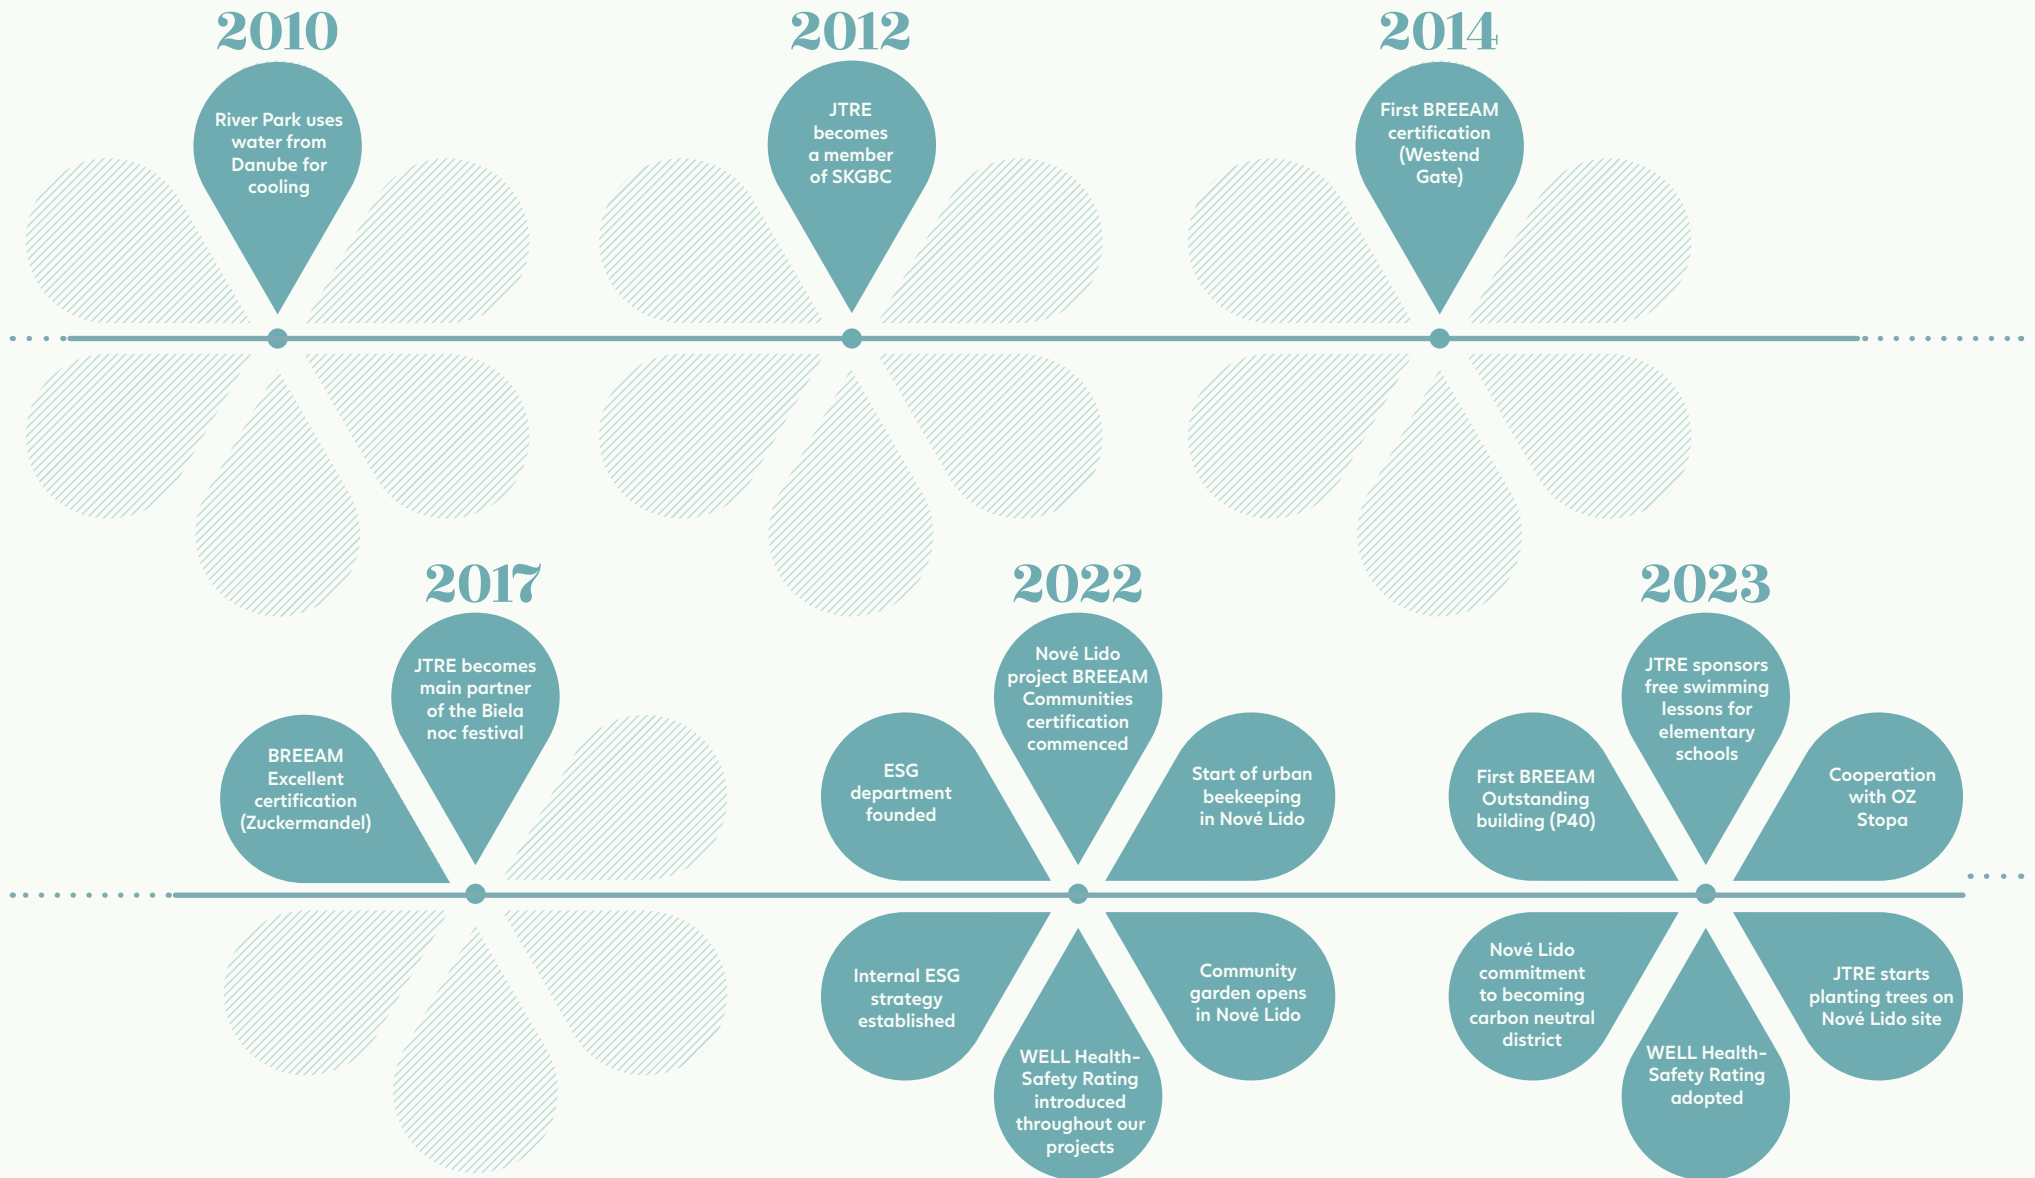 2010
River Park uses
water from
Danube for
cooling
2012
JTRE
becomes
a member
of SKGBC
2014
First BREEAM
certification
(Westend
Gate)
2017
JTRE becomes
main partner
of the Biela
noc festival
BREEAM
Excellent
certification
(Zuckermandel)
2022
Nové Lido
project BREEAM
Communities
certification
commenced
ESG
department
founded
Start of urban
beekeeping
in Nové Lido
Internal ESG
strategy
established
Community
garden opens
in Nové Lido
WELL Health-
Safety Rating
introduced
throughout our
projects
2023
JTRE sponsors
free swimming
lessons for
elementary
schools
First BREEAM
Outstanding
building (P40)
Cooperation
with OZ
Stopa
Nové Lido
commitment
to becoming
carbon neutral
district
JTRE starts
planting trees on
Nové Lido site
WELL Health-
Safety Rating
adopted